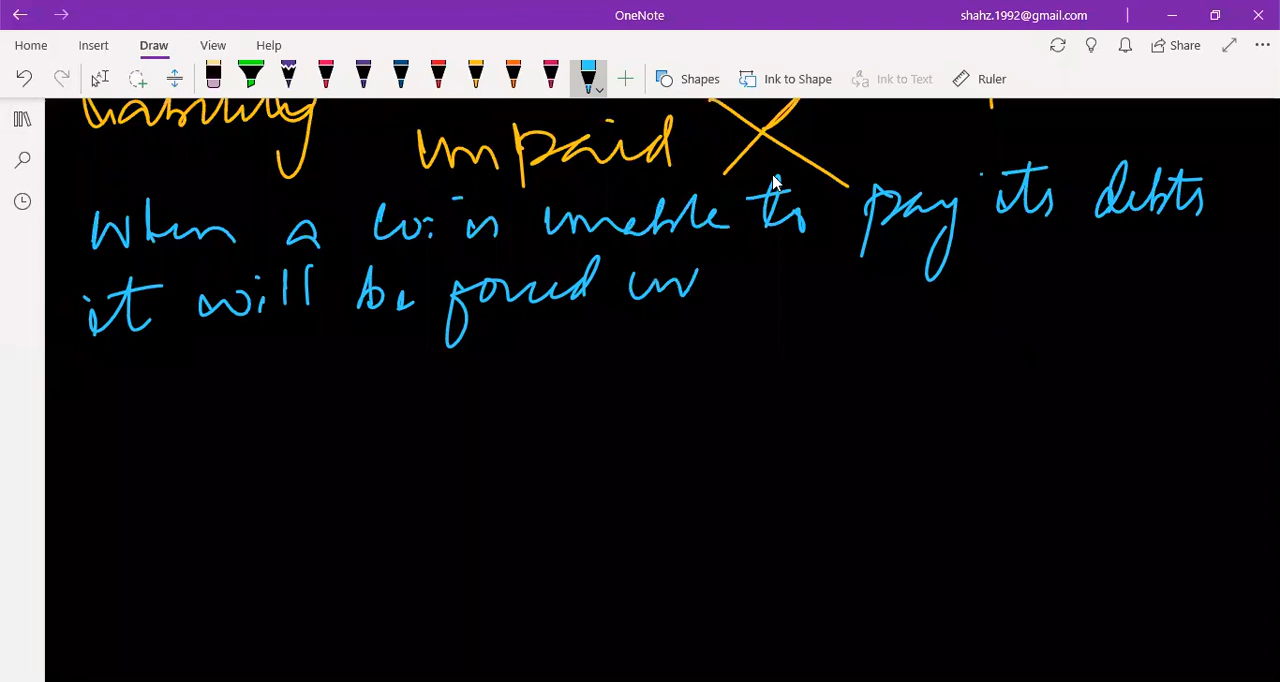 OneNote
shahz.1992@gmail.com
Home Insert Draw View Help
Share
Shapes Ink to Shape Ink to Text Ruler
liability
unpaid
When a co: is unable to pay its debts
it will be forced in